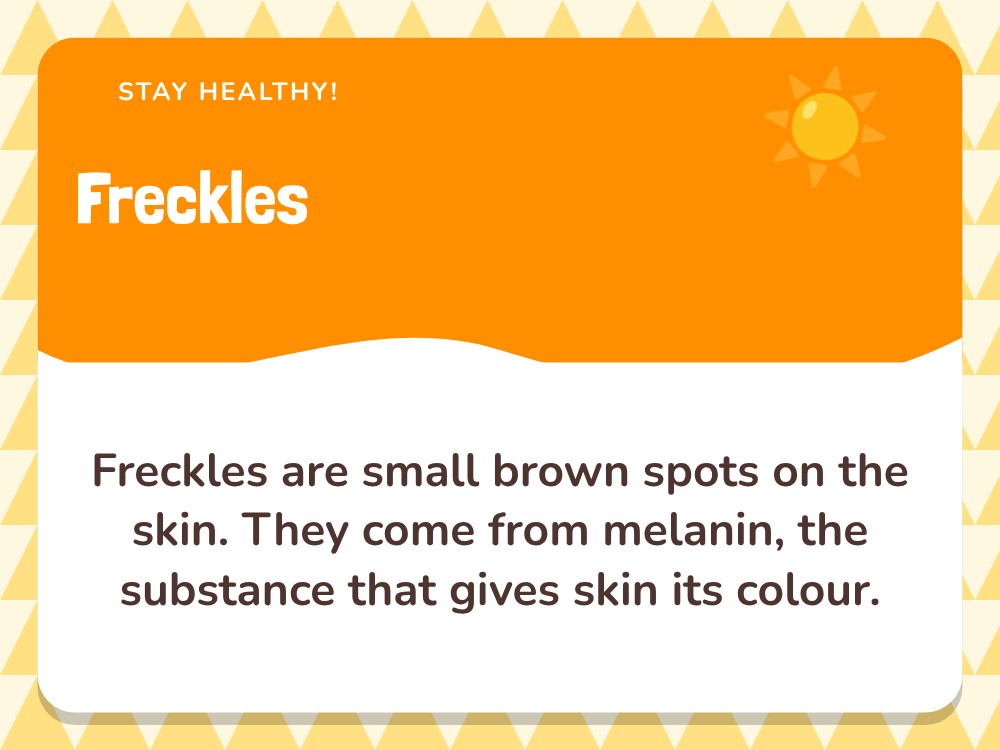 STAY HEALTHY!
Freckles
Freckles are small brown spots on the
skin. They come from melanin, the
substance that gives skin its colour.